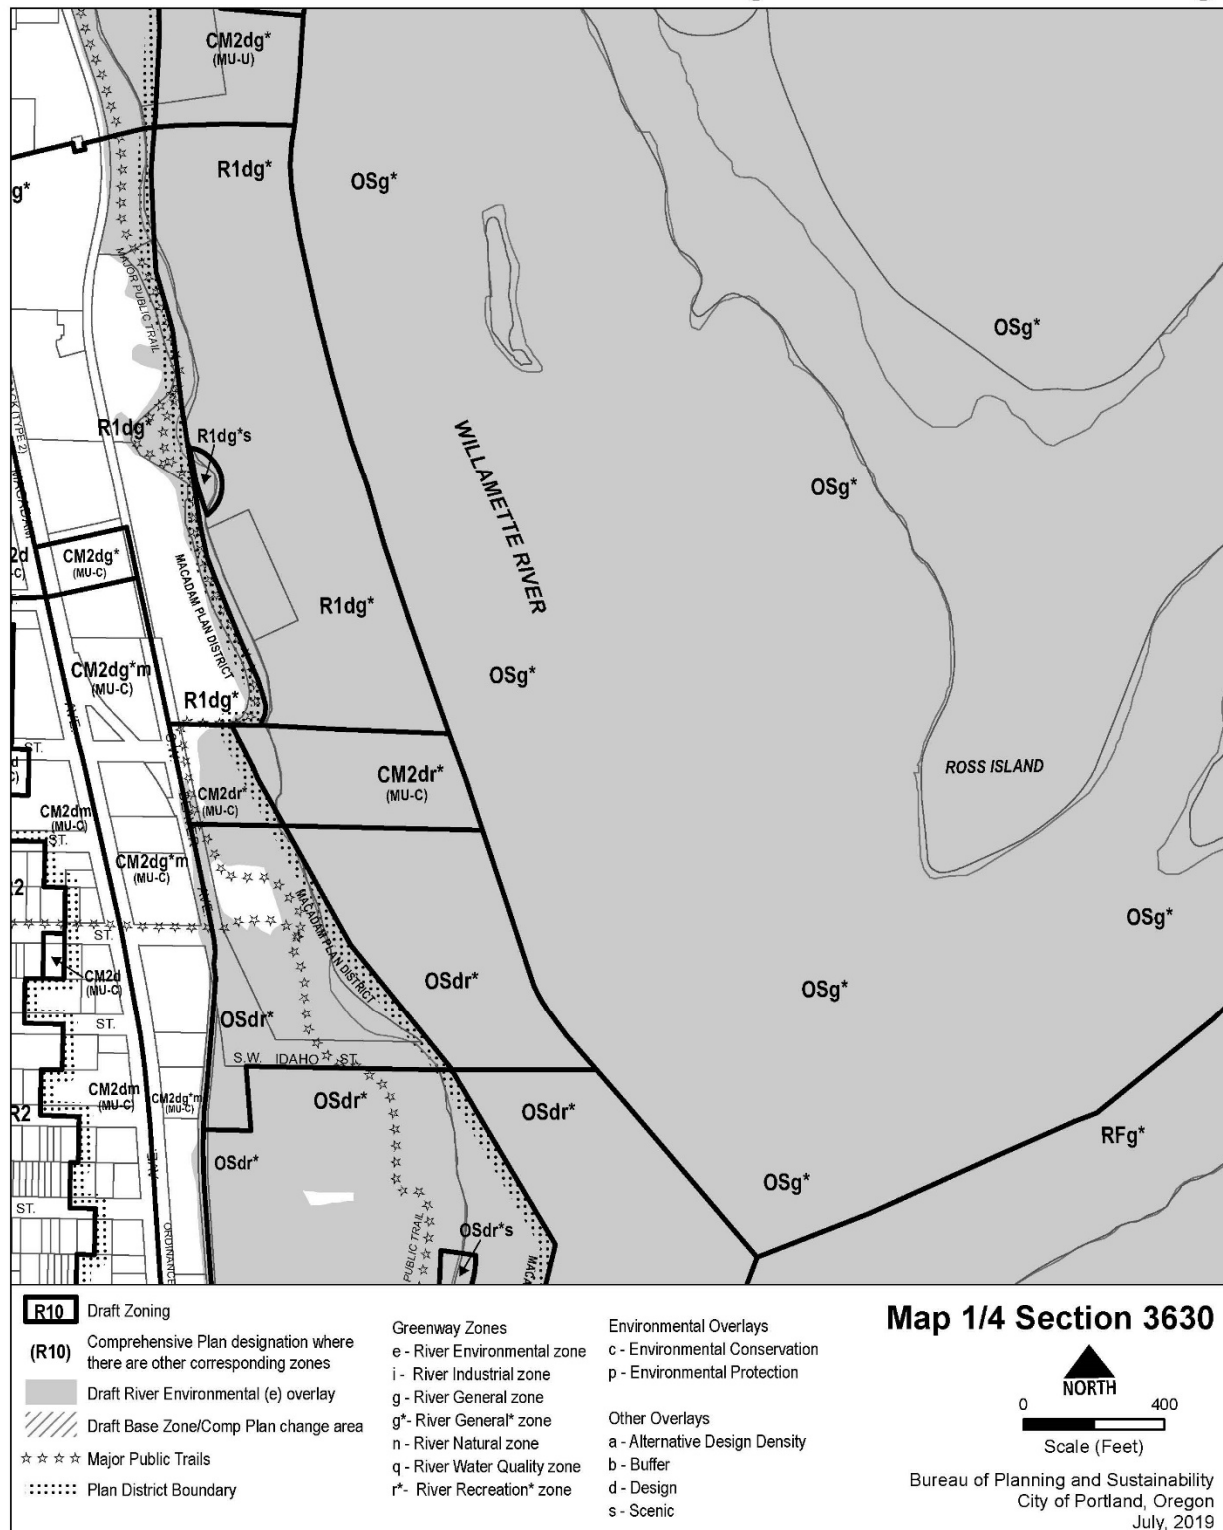 CM2dg*
(MU-U)
R1dg*
OSg*
g*
MAJOR PUBLIC TRAIL
OSg*
R1dg*
R1dg*s
WILLAMETTE RIVER
OSg*
MACADAM
CM2dg*
(MU-C)
2d
-C)
MACADAM PLAN DISTRICT
R1dg*
CM2dg*m
(MU-C)
OSg*
R1dg*
AVE.
S.W.
ST.
CM2dr*
(MU-C)
ROSS ISLAND
CM2dr*
(MU-C)
CM2dm
(MU-C)
ST.
CM2dg*m
(MU-C)
AVE.
MACADAM PLAN DISTRICT
OSg*
ST.
CM2d
(MU-C)
OSdr*
OSg*
ST.
OSdr*
S.W. IDAHO ST.
CM2dm
(MU-C)
CM2dg*m
(MU-C)
R2
OSdr*
OSdr*
RFg*
AVE.
OSdr*
OSg*
ST.
OSdr*s
PUBLIC TRAIL
ORDINANCE
MACA
R10 Draft Zoning
(R10) Comprehensive Plan designation where
there are other corresponding zones
Draft River Environmental (e) overlay
Draft Base Zone/Comp Plan change area
Major Public Trails
Plan District Boundary
Greenway Zones
e - River Environmental zone
i - River Industrial zone
g - River General zone
g*- River General* zone
n - River Natural zone
q - River Water Quality zone
r*- River Recreation* zone
Environmental Overlays
c - Environmental Conservation
p - Environmental Protection
Other Overlays
a - Alternative Design Density
b - Buffer
d - Design
s - Scenic
Map 1/4 Section 3630
NORTH
0 400
Scale (Feet)
Bureau of Planning and Sustainability
City of Portland, Oregon
July, 2019